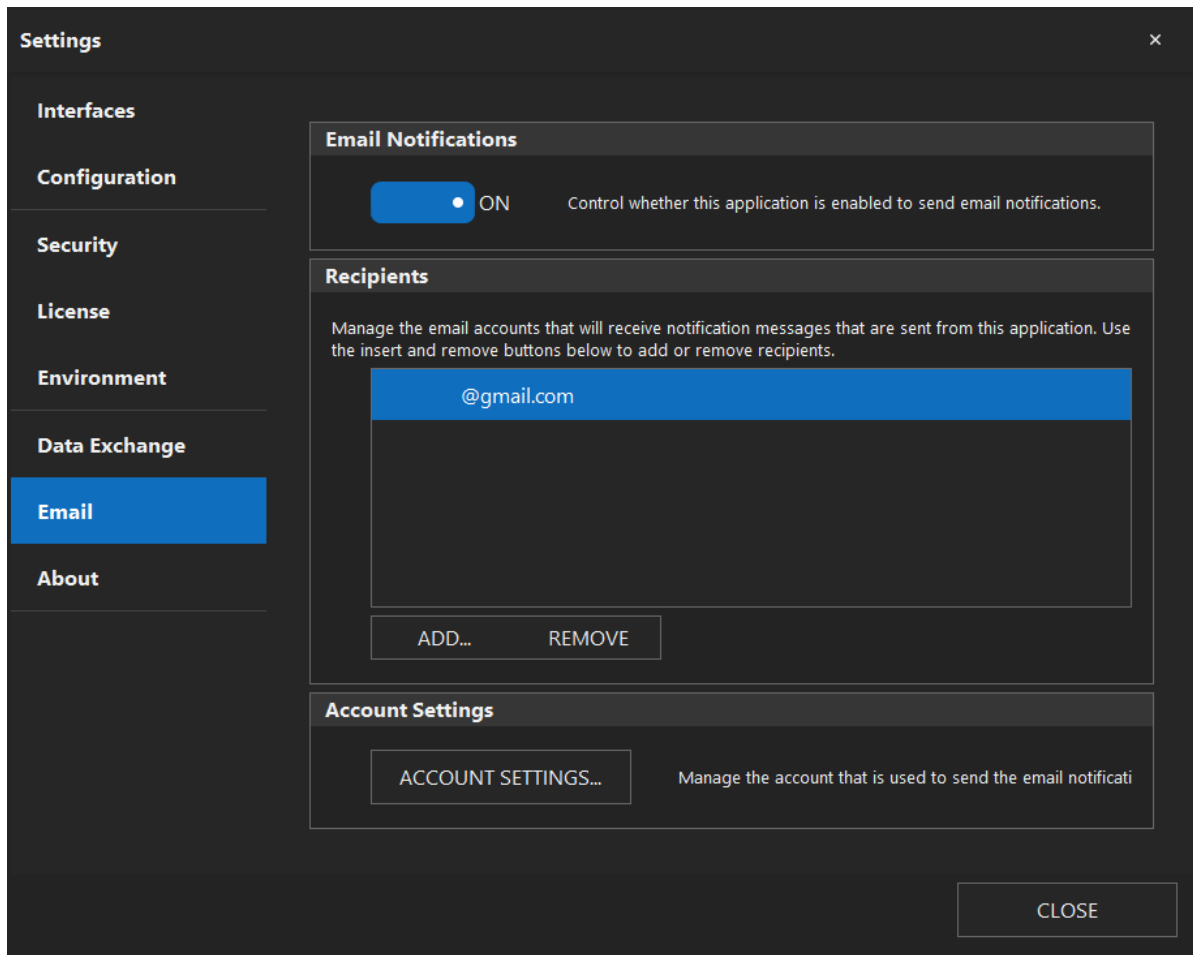 Settings
×
Interfaces
Configuration
Security
License
Environment
Data Exchange
Email
About
Email Notifications
ON
Control whether this application is enabled to send email notifications.
Recipients
Manage the email accounts that will receive notification messages that are sent from this application. Use
the insert and remove buttons below to add or remove recipients.
@gmail.com
ADD... REMOVE
Account Settings
ACCOUNT SETTINGS...
Manage the account that is used to send the email notificati
CLOSE